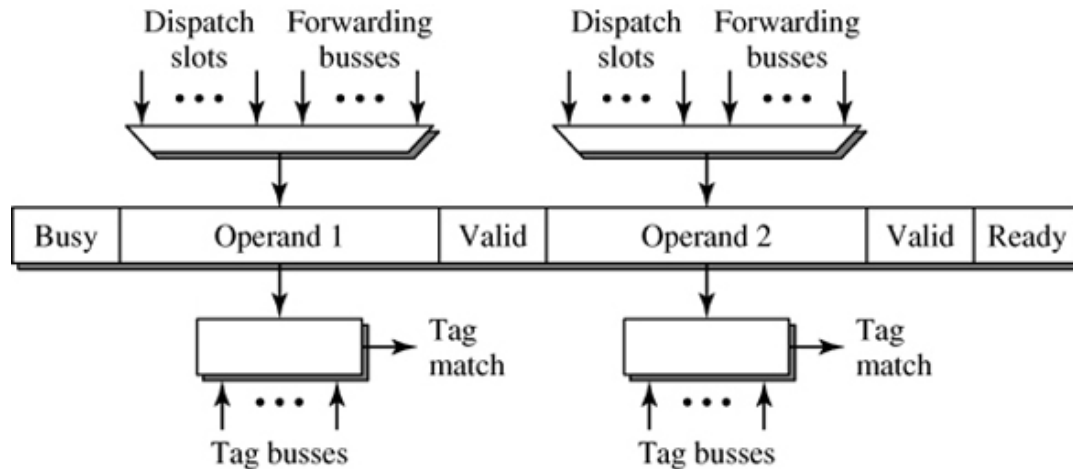 Dispatch slots
Forwarding busses
Dispatch slots
Forwarding busses
Busy Operand 1 Valid Operand 2 Valid Ready
Tag match
Tag match
Tag busses
Tag busses